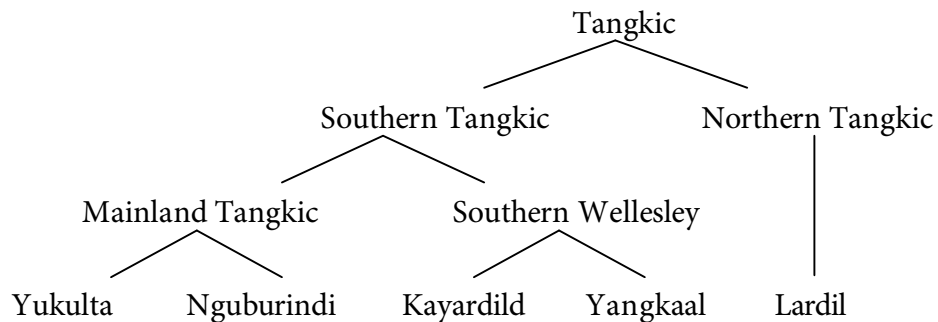 Tangkic
Southern Tangkic Northern Tangkic
Mainland Tangkic Southern Wellesley
Yukulta Nguburindi Kayardild Yangkaal Lardil